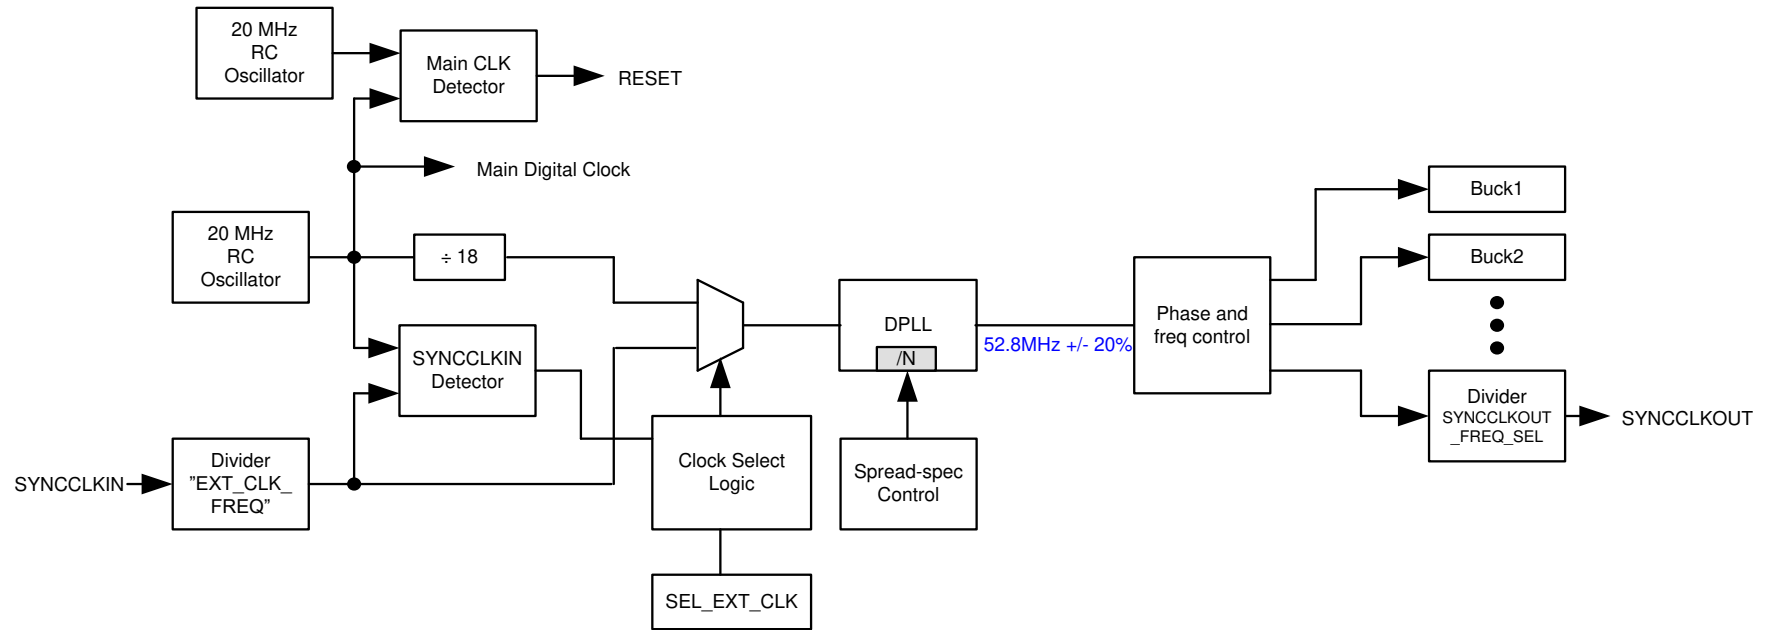 20 MHz
RC
Oscillator
Main CLK
Detector
RESET
Main Digital Clock
20 MHz
RC
Oscillator
÷ 18
SYNCCLKIN
Detector
SYNCCLKIN
Divider
”EXT_CLK_
FREQ”
Clock Select
Logic
SEL_EXT_CLK
DPLL
/N
Spread-spec
Control
52.8MHz +/- 20%
Phase and
freq control
Buck1
Buck2
Divider
SYNCCLKOUT
_FREQ_SEL
SYNCCLKOUT